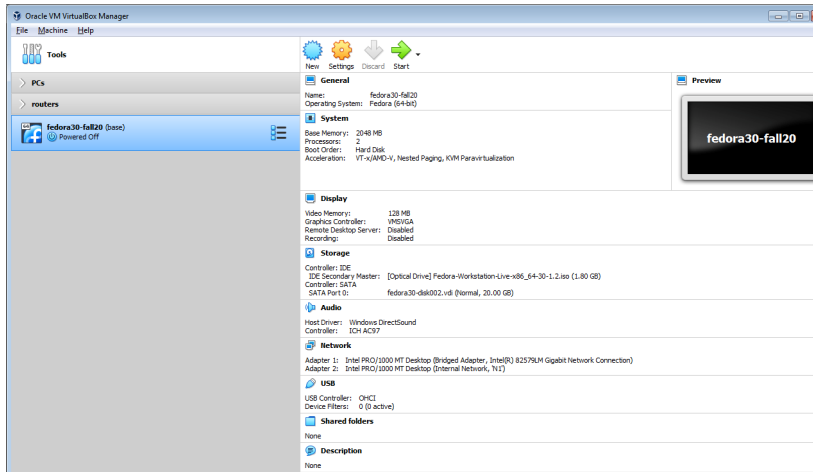 Oracle VM VirtualBox Manager
File Machine Help
Tools
New Settings Discard Start
PCs
routers
64
fedora30-fall20 (base)
Powered Off
General
Name: fedora30-fall20
Operating System: Fedora (64-bit)
System
Base Memory: 2048 MB
Processors: 2
Boot Order: Hard Disk
Acceleration: VT-x/AMD-V, Nested Paging, KVM Paravirtualization
Preview
fedora30-fall20
Display
Video Memory: 128 MB
Graphics Controller: VMSVGA
Remote Desktop Server: Disabled
Recording: Disabled
Storage
Controller: IDE
IDE Secondary Master: [Optical Drive] Fedora-Workstation-Live-x86_64-30-1.2.iso (1.80 GB)
Controller: SATA
SATA Port 0: fedora30-disk002.vdi (Normal, 20.00 GB)
Audio
Host Driver: Windows DirectSound
Controller: ICH AC97
Network
Adapter 1: Intel PRO/1000 MT Desktop (Bridged Adapter, Intel(R) 82579LM Gigabit Network Connection)
Adapter 2: Intel PRO/1000 MT Desktop (Internal Network, 'N1')
USB
USB Controller: OHCI
Device Filters: 0 (0 active)
Shared folders
None
Description
None